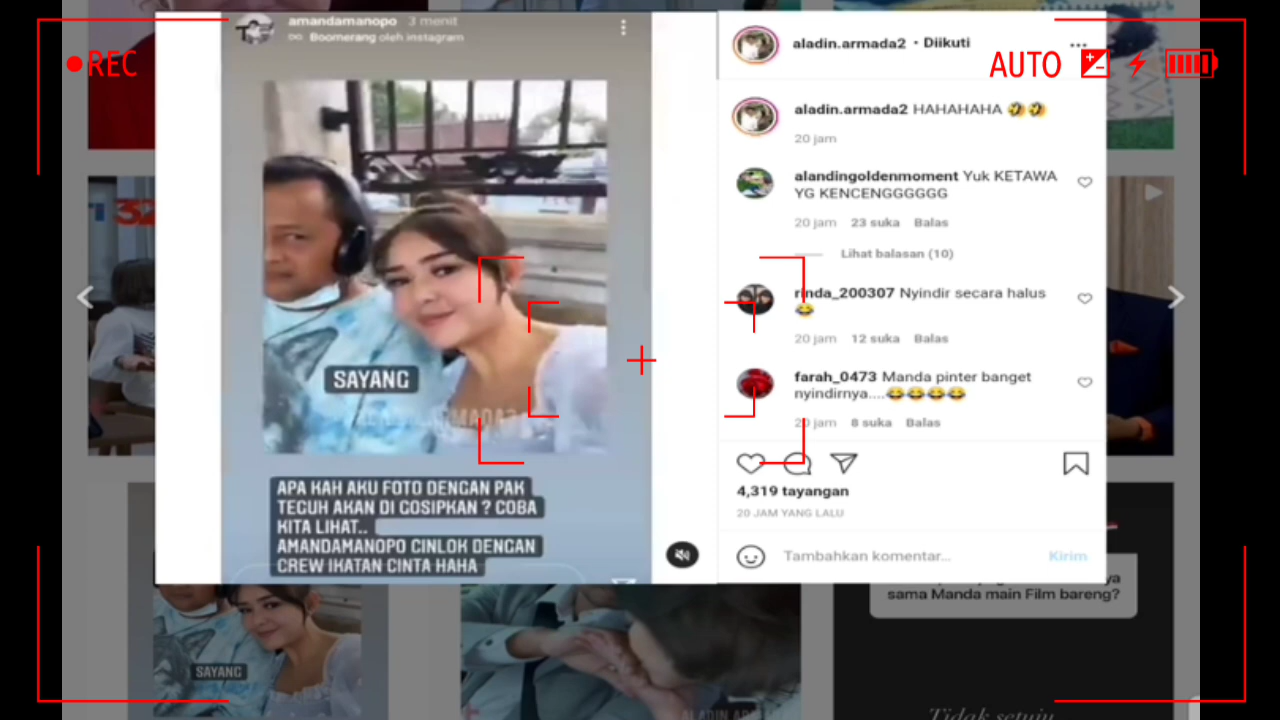 REC
AUTO
amandamanopo 3 menit
Boomerang oleh instagram
SAYANG
APA KAH AKU FOTO DENGAN PAK
TEGUH AKAN DI GOSIPKAN ? COBA
KITA LIHAT..
AMANDAMANOPO CINLOK DENGAN
CREW IKATAN CINTA HAHA
aladin.armada2 • Diikuti
aladin.armada2 HAHAHAHA 🤣🤣
20 jam
alandingoldenmoment Yuk KETAWA
YG KENCENGGGGGG
20 jam 23 suka Balas
Lihat balasan (10)
rinda_200307 Nyindir secara halus
😂
20 jam 12 suka Balas
farah_0473 Manda pinter banget
nyindirnya....😂😂😂😂
20 jam 8 suka Balas
4,319 tayangan
20 JAM YANG LALU
Tambahkan komentar...
Kirim
sama Manda main Film bareng?
SAYANG
Tidak setuju